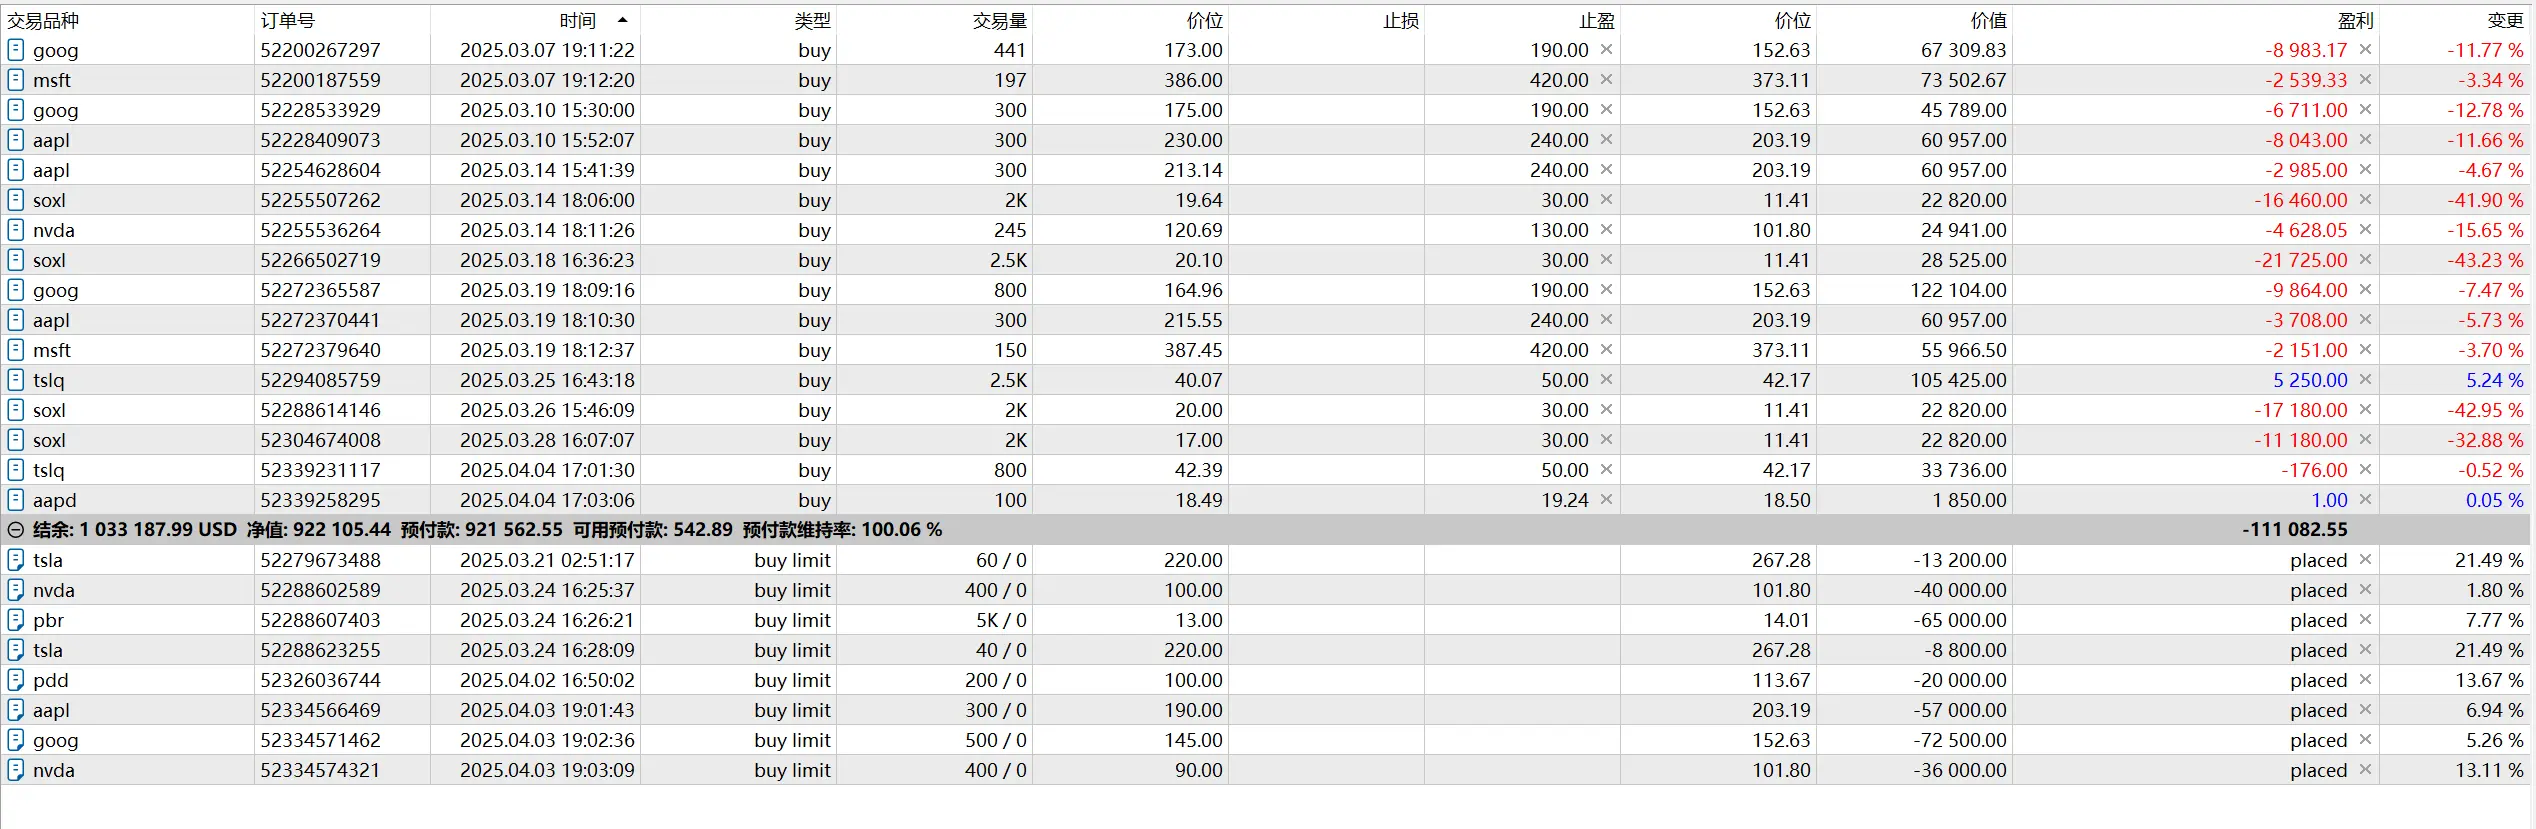 交易品种 订单号 时间 类型 交易量 价位 止损 止盈 价位 价值 盈利 变更
goog 52200267297 2025.03.07 19:11:22 buy 441 173.00 190.00 152.63 67 309.83 -8 983.17 -11.77 %
msft 52200187559 2025.03.07 19:12:20 buy 197 386.00 420.00 373.11 73 502.67 -2 539.33 -3.34 %
goog 52228533929 2025.03.10 15:30:00 buy 300 175.00 190.00 152.63 45 789.00 -6 711.00 -12.78 %
aapl 52228409073 2025.03.10 15:52:07 buy 300 230.00 240.00 203.19 60 957.00 -8 043.00 -11.66 %
aapl 52254628604 2025.03.14 15:41:39 buy 300 213.14 240.00 203.19 60 957.00 -2 985.00 -4.67 %
soxl 52255507262 2025.03.14 18:06:00 buy 2K 19.64 30.00 11.41 22 820.00 -16 460.00 -41.90 %
nvda 52255536264 2025.03.14 18:11:26 buy 245 120.69 130.00 101.80 24 941.00 -4 628.05 -15.65 %
soxl 52266502719 2025.03.18 16:36:23 buy 2.5K 20.10 30.00 11.41 28 525.00 -21 725.00 -43.23 %
goog 52272365587 2025.03.19 18:09:16 buy 800 164.96 190.00 152.63 122 104.00 -9 864.00 -7.47 %
aapl 52272370441 2025.03.19 18:10:30 buy 300 215.55 240.00 203.19 60 957.00 -3 708.00 -5.73 %
msft 52272379640 2025.03.19 18:12:37 buy 150 387.45 420.00 373.11 55 966.50 -2 151.00 -3.70 %
tslq 52294085759 2025.03.25 16:43:18 buy 2.5K 40.07 50.00 42.17 105 425.00 5 250.00 5.24 %
soxl 52288614146 2025.03.26 15:46:09 buy 2K 20.00 30.00 11.41 22 820.00 -17 180.00 -42.95 %
soxl 52304674008 2025.03.28 16:07:07 buy 2K 17.00 30.00 11.41 22 820.00 -11 180.00 -32.88 %
tslq 52339231117 2025.04.04 17:01:30 buy 800 42.39 50.00 42.17 33 736.00 -176.00 -0.52 %
aapd 52339258295 2025.04.04 17:03:06 buy 100 18.49 19.24 18.50 1 850.00 1.00 0.05 %
结余: 1 033 187.99 USD 净值: 922 105.44 预付款: 921 562.55 可用预付款: 542.89 预付款维持率: 100.06 % -111 082.55
tsla 52279673488 2025.03.21 02:51:17 buy limit 60 / 0 220.00 267.28 -13 200.00 placed 21.49 %
nvda 52288602589 2025.03.24 16:25:37 buy limit 400 / 0 100.00 101.80 -40 000.00 placed 1.80 %
pbr 52288607403 2025.03.24 16:26:21 buy limit 5K / 0 13.00 14.01 -65 000.00 placed 7.77 %
tsla 52288623255 2025.03.24 16:28:09 buy limit 40 / 0 220.00 267.28 -8 800.00 placed 21.49 %
pdd 52326036744 2025.04.02 16:50:02 buy limit 200 / 0 100.00 113.67 -20 000.00 placed 13.67 %
aapl 52334566469 2025.04.03 19:01:43 buy limit 300 / 0 190.00 203.19 -57 000.00 placed 6.94 %
goog 52334571462 2025.04.03 19:02:36 buy limit 500 / 0 145.00 152.63 -72 500.00 placed 5.26 %
nvda 52334574321 2025.04.03 19:03:09 buy limit 400 / 0 90.00 101.80 -36 000.00 placed 13.11 %